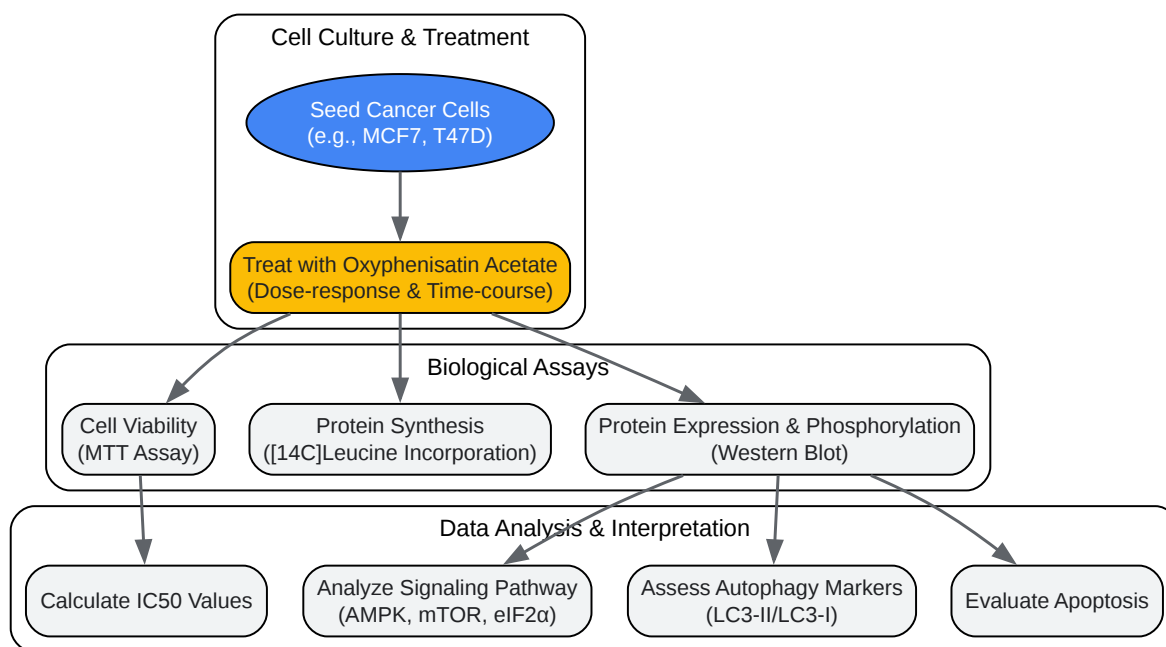 Cell Culture & Treatment
Seed Cancer Cells
(e.g., MCF7, T47D)
Treat with Oxyphenisatin Acetate
(Dose-response & Time-course)
Biological Assays
Cell Viability
(MTT Assay)
Protein Synthesis
([14C]Leucine Incorporation)
Protein Expression & Phosphorylation
(Western Blot)
Data Analysis & Interpretation
Calculate IC50 Values
Analyze Signaling Pathway
(AMPK, mTOR, eIF2α)
Assess Autophagy Markers
(LC3-II/LC3-I)
Evaluate Apoptosis